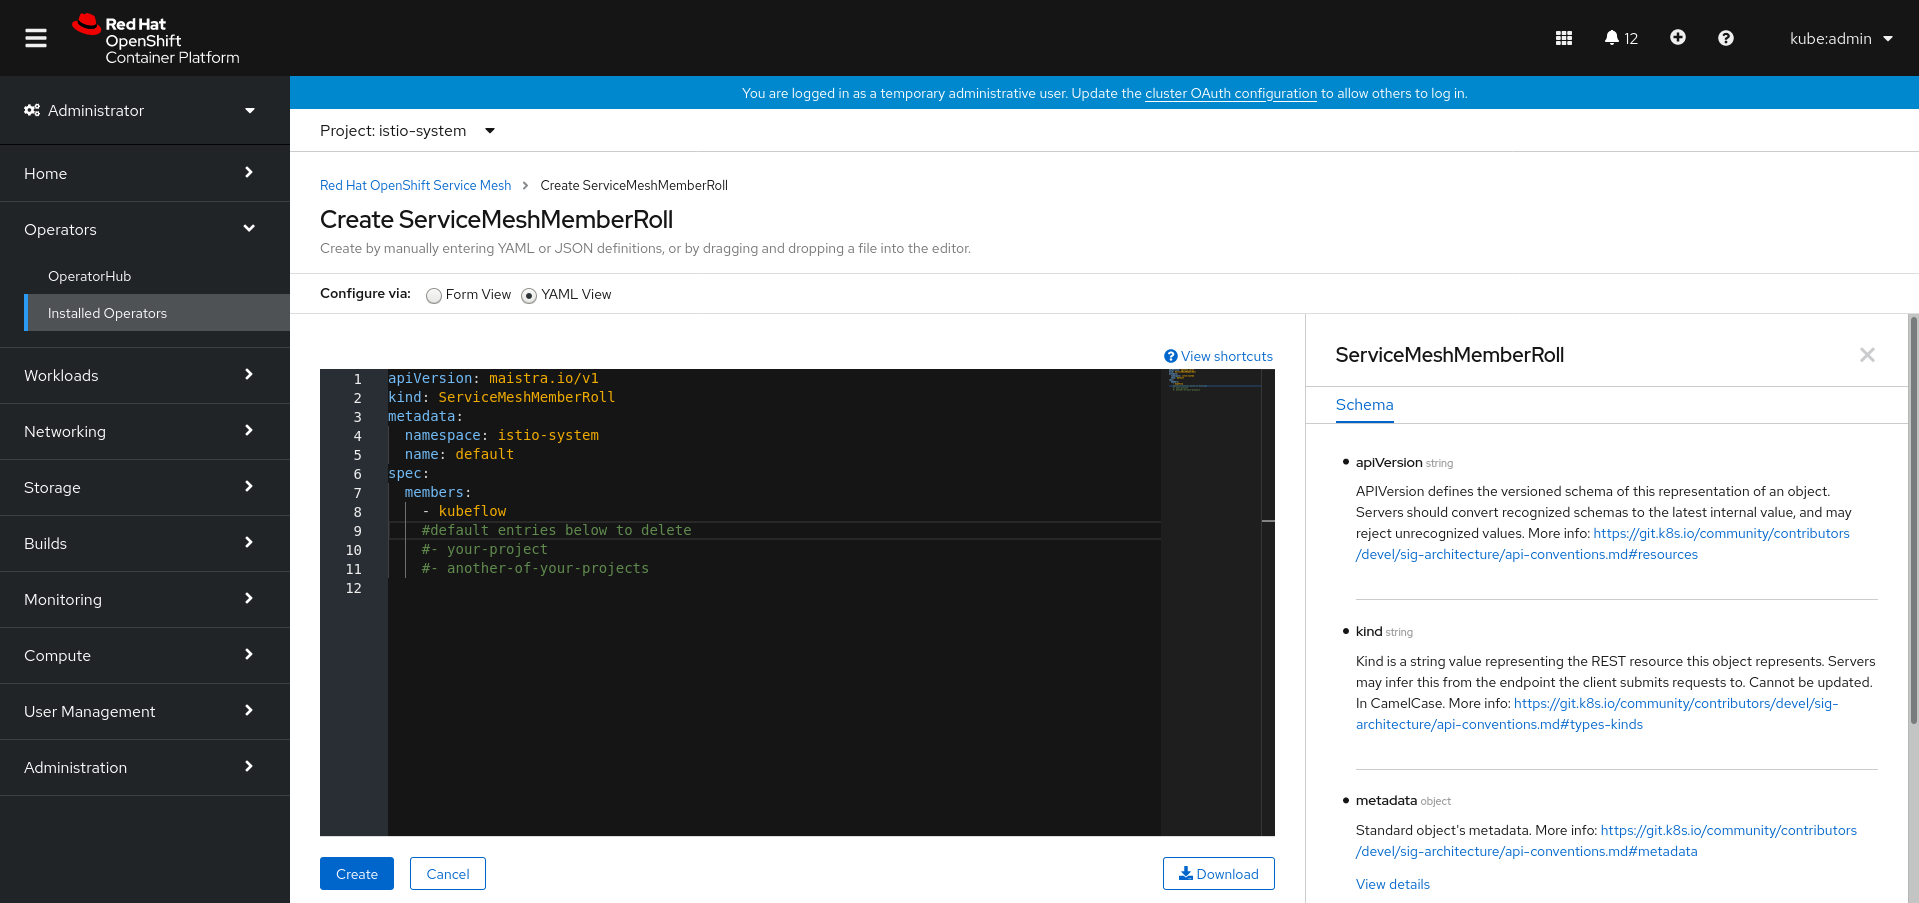 Red Hat
OpenShift
Container Platform
12
kube:admin
Administrator
Home
Operators
OperatorHub
Installed Operators
Workloads
Networking
Storage
Builds
Monitoring
Compute
User Management
Administration
You are logged in as a temporary administrative user. Update the cluster OAuth configuration to allow others to log in.
Project: istio-system
Red Hat OpenShift Service Mesh > Create ServiceMeshMemberRoll
Create ServiceMeshMemberRoll
Create by manually entering YAML or JSON definitions, or by dragging and dropping a file into the editor.
Configure via: Form View YAML View
View shortcuts
1 apiVersion: maistra.io/v1
2 kind: ServiceMeshMemberRoll
3 metadata:
4   namespace: istio-system
5   name: default
6 spec:
7   members:
8     - kubeflow
9     #default entries below to delete
10     #- your-project
11     #- another-of-your-projects
12
Create
Cancel
Download
ServiceMeshMemberRoll
Schema
apiVersion string
APIVersion defines the versioned schema of this representation of an object.
Servers should convert recognized schemas to the latest internal value, and may
reject unrecognized values. More info: https://git.k8s.io/community/contributors
/devel/sig-architecture/api-conventions.md#resources
kind string
Kind is a string value representing the REST resource this object represents. Servers
may infer this from the endpoint the client submits requests to. Cannot be updated.
In CamelCase. More info: https://git.k8s.io/community/contributors/devel/sig-
architecture/api-conventions.md#types-kinds
metadata object
Standard object's metadata. More info: https://git.k8s.io/community/contributors
/devel/sig-architecture/api-conventions.md#metadata
View details